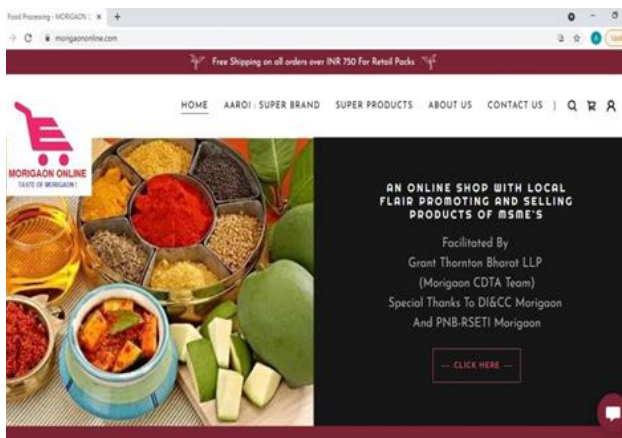 Food Processing - MORIGAON
morigaononline.com
Free Shipping on all orders over INR 750 For Retail Packs
HOME AAROI : SUPER BRAND SUPER PRODUCTS ABOUT US CONTACT US |
MORIGAON ONLINE
TASTE OF MORIGAON !
AN ONLINE SHOP WITH LOCAL
FLAIR PROMOTING AND SELLING
PRODUCTS OF MSME'S
Facilitated By
Grant Thornton Bharat LLP
(Morigaon CDTA Team)
Special Thanks To DI&CC Morigaon
And PNB-RSETI Morigaon
--- CLICK HERE ---